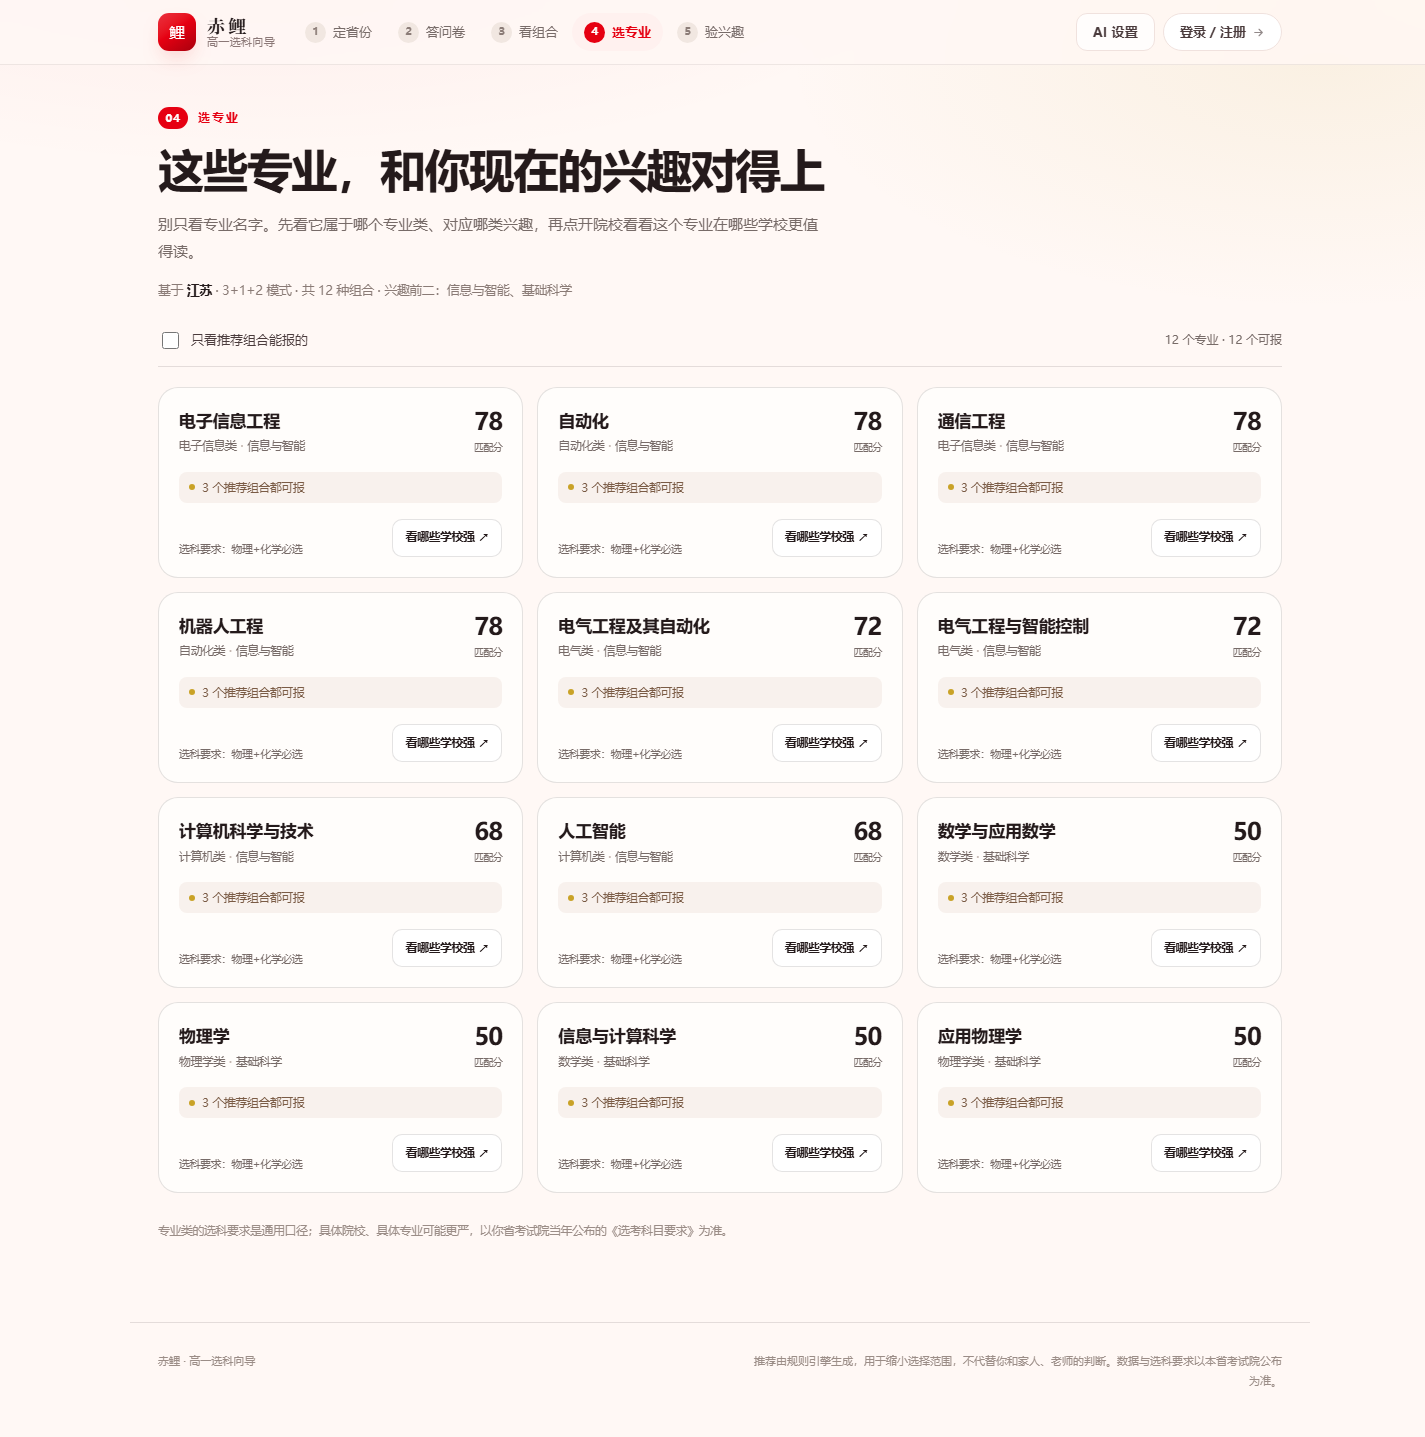 鲤
赤鲤
高一选科向导
1 定省份
2 答问卷
3 看组合
4 选专业
5 验兴趣
AI 设置
登录 / 注册 →
04 选专业
这些专业，和你现在的兴趣对得上
别只看专业名字。先看它属于哪个专业类、对应哪类兴趣，再点开院校看看这个专业在哪些学校更值
得读。
基于 江苏 · 3+1+2 模式 · 共 12 种组合 · 兴趣前二：信息与智能、基础科学
只看推荐组合能报的
12 个专业 · 12 个可报
电子信息工程
78
电子信息类 · 信息与智能
匹配分
3 个推荐组合都可报
选科要求：物理+化学必选
看哪些学校强 ↗
自动化
78
自动化类 · 信息与智能
匹配分
3 个推荐组合都可报
选科要求：物理+化学必选
看哪些学校强 ↗
通信工程
78
电子信息类 · 信息与智能
匹配分
3 个推荐组合都可报
选科要求：物理+化学必选
看哪些学校强 ↗
机器人工程
78
自动化类 · 信息与智能
匹配分
3 个推荐组合都可报
选科要求：物理+化学必选
看哪些学校强 ↗
电气工程及其自动化
72
电气类 · 信息与智能
匹配分
3 个推荐组合都可报
选科要求：物理+化学必选
看哪些学校强 ↗
电气工程与智能控制
72
电气类 · 信息与智能
匹配分
3 个推荐组合都可报
选科要求：物理+化学必选
看哪些学校强 ↗
计算机科学与技术
68
计算机类 · 信息与智能
匹配分
3 个推荐组合都可报
选科要求：物理+化学必选
看哪些学校强 ↗
人工智能
68
计算机类 · 信息与智能
匹配分
3 个推荐组合都可报
选科要求：物理+化学必选
看哪些学校强 ↗
数学与应用数学
50
数学类 · 基础科学
匹配分
3 个推荐组合都可报
选科要求：物理+化学必选
看哪些学校强 ↗
物理学
50
物理学类 · 基础科学
匹配分
3 个推荐组合都可报
选科要求：物理+化学必选
看哪些学校强 ↗
信息与计算科学
50
数学类 · 基础科学
匹配分
3 个推荐组合都可报
选科要求：物理+化学必选
看哪些学校强 ↗
应用物理学
50
物理学类 · 基础科学
匹配分
3 个推荐组合都可报
选科要求：物理+化学必选
看哪些学校强 ↗
专业类的选科要求是通用口径；具体院校、具体专业可能更严，以你省考试院当年公布的《选考科目要求》为准。
赤鲤 · 高一选科向导
推荐由规则引擎生成，用于缩小选择范围，不代替你和家人、老师的判断。数据与选科要求以本省考试院公布
为准。